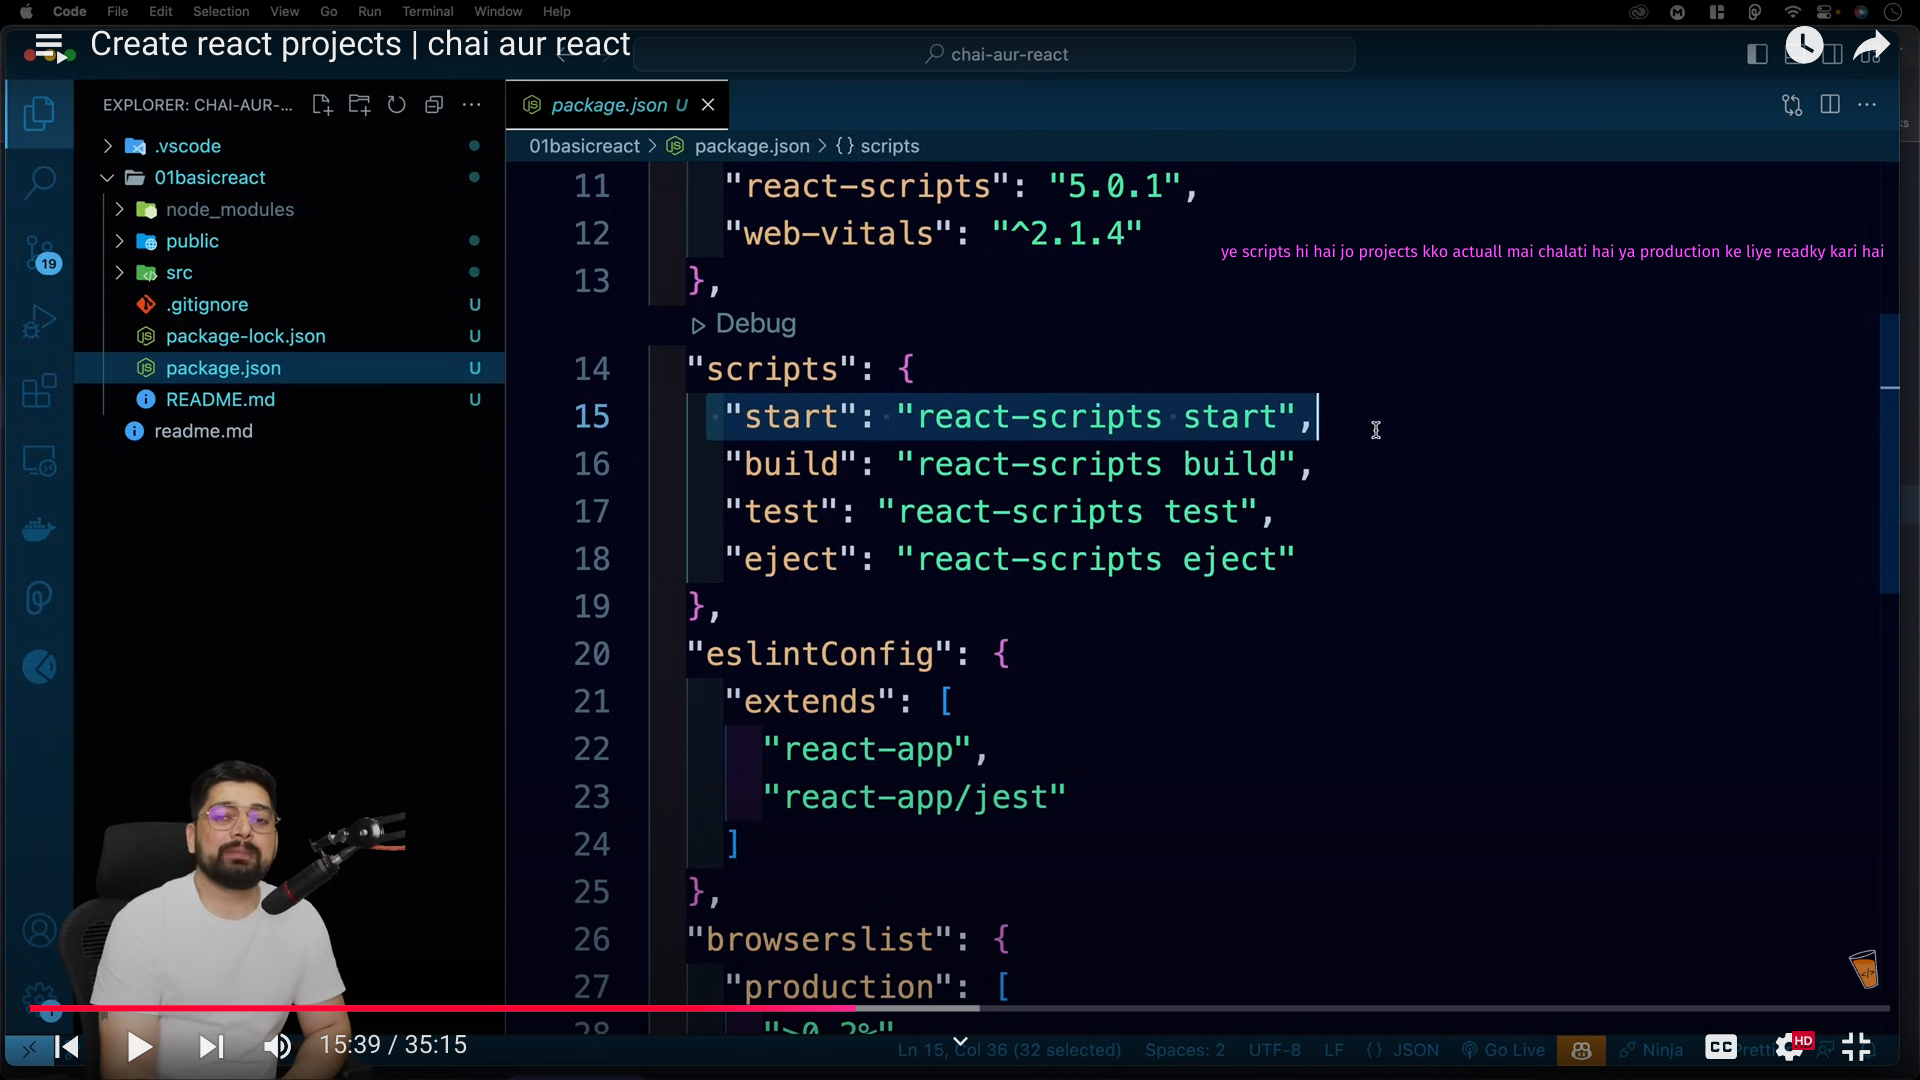 Code File Edit Selection View Go Run Terminal Window Help
Create react projects | chai aur react
chai-aur-react
EXPLORER: CHAI-AUR-...
package.json U
.vscode
01basicreact
node_modules
public
src
.gitignore U
package-lock.json U
package.json U
README.md U
readme.md
19
01basicreact > package.json > {} scripts
11 "react-scripts": "5.0.1",
12 "web-vitals": "^2.1.4"
ye scripts hi hai jo projects kko actuall mai chalati hai ya production ke liye readky kari hai
13 },
Debug
14 "scripts": {
15 "start": "react-scripts start",
16 "build": "react-scripts build",
17 "test": "react-scripts test",
18 "eject": "react-scripts eject"
19 },
20 "eslintConfig": {
21 "extends": [
22 "react-app",
23 "react-app/jest"
24 ]
25 },
26 "browserslist": {
27 "production": [
28 ">0.2%"
1
15:39 / 35:15
Ln 15, Col 36 (32 selected) Spaces: 2 UTF-8 LF {} JSON Go Live Ninja
CC
HD